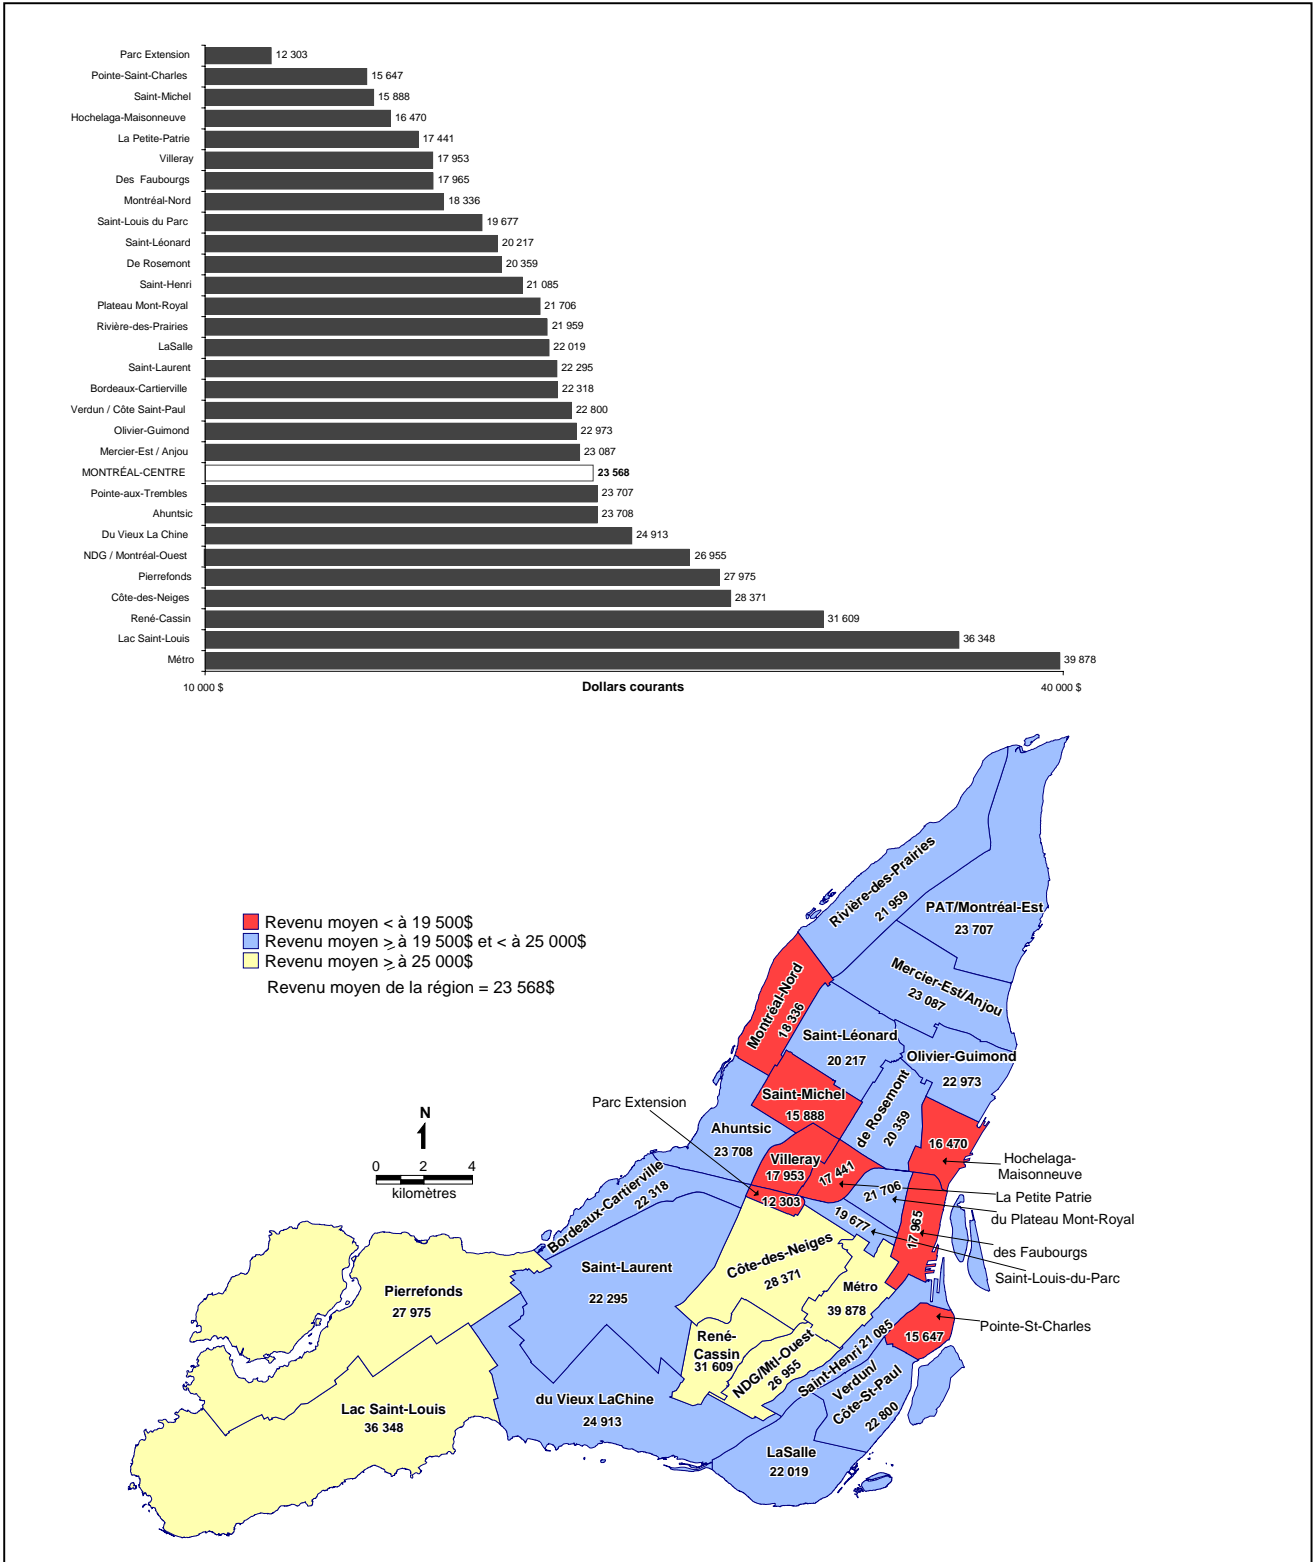 Parc Extension 12 303
Pointe-Saint-Charles 15 647
Saint-Michel 15 888
Hochelaga-Maisonneuve 16 470
La Petite-Patrie 17 441
Villeray 17 953
Des Faubourgs 17 965
Montréal-Nord 18 336
Saint-Louis du Parc 19 677
Saint-Léonard 20 217
De Rosemont 20 359
Saint-Henri 21 085
Plateau Mont-Royal 21 706
Rivière-des-Prairies 21 959
LaSalle 22 019
Saint-Laurent 22 295
Bordeaux-Cartierville 22 318
Verdun / Côte Saint-Paul 22 800
Olivier-Guimond 22 973
Mercier-Est / Anjou 23 087
MONTRÉAL-CENTRE 23 568
Pointe-aux-Trembles 23 707
Ahuntsic 23 708
Du Vieux La Chine 24 913
NDG / Montréal-Ouest 26 955
Pierrefonds 27 975
Côte-des-Neiges 28 371
René-Cassin 31 609
Lac Saint-Louis 36 348
Métro 39 878
10 000 $ 40 000 $
Dollars courants
Revenu moyen < à 19 500$
Revenu moyen ≥ à 19 500$ et < à 25 000$
Revenu moyen ≥ à 25 000$
Revenu moyen de la région = 23 568$
N
0 2 4
kilomètres
Rivière-des-Prairies
21 959
PAT/Montréal-Est
23 707
Mercier-Est/Anjou
23 087
Montréal-Nord
18 336
Saint-Léonard
20 217
Olivier-Guimond
22 973
Saint-Michel
15 888
de Rosemont
20 359
Parc Extension
Ahuntsic
23 708
Villeray
17 953
17 441
16 470
Hochelaga-
Maisonneuve
12 303
21 706
La Petite Patrie
du Plateau Mont-Royal
19 677
17 965
des Faubourgs
Saint-Louis-du-Parc
Bordeaux-Cartierville
22 318
Côte-des-Neiges
28 371
Saint-Laurent
22 295
Métro
39 878
Pierrefonds
27 975
Pointe-St-Charles
15 647
René-
Cassin
31 609
NDG/Mtl-Ouest
26 955
Saint-Henri 21 085
Verdun/
Côte-St-Paul
22 800
du Vieux LaChine
24 913
Lac Saint-Louis
36 348
LaSalle
22 019